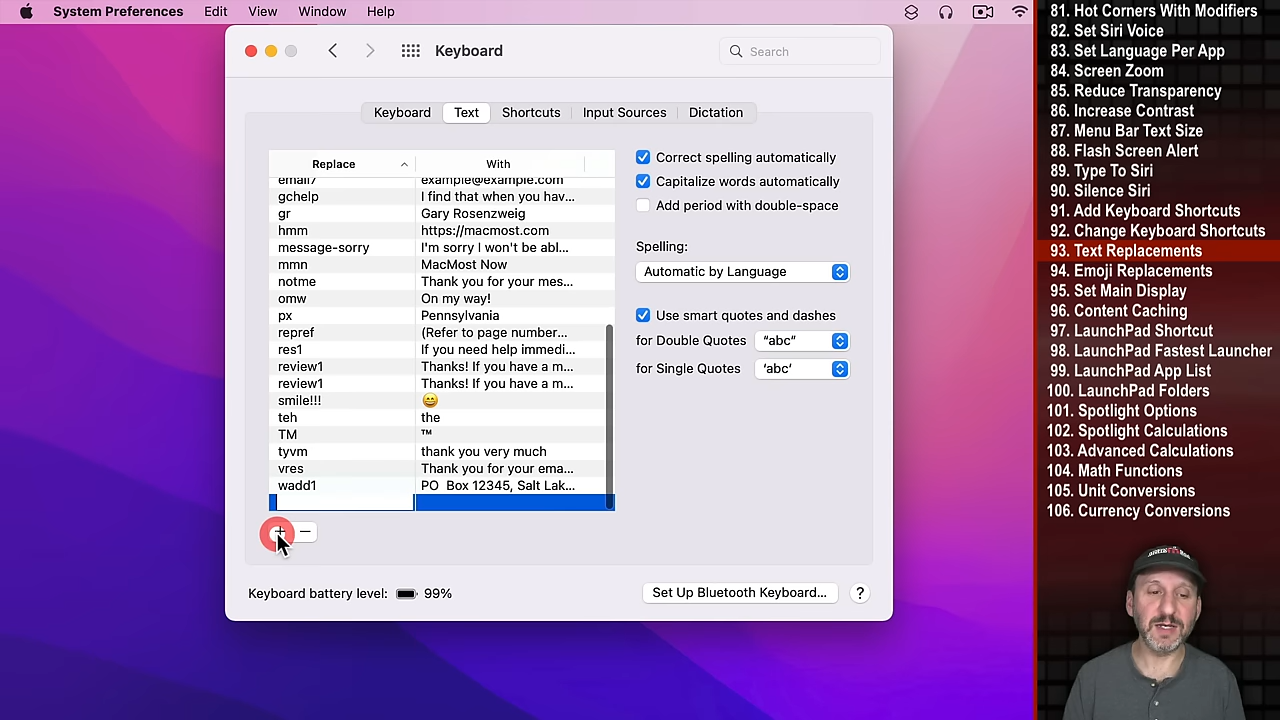 System Preferences Edit View Window Help
Keyboard
Search
Keyboard Text Shortcuts Input Sources Dictation
Replace With
email7 example@example.com
gchelp I find that when you hav...
gr Gary Rosenzweig
hmm https://macmost.com
message-sorry I'm sorry I won't be abl...
mmn MacMost Now
notme Thank you for your mes...
omw On my way!
px Pennsylvania
repref (Refer to page number...
res1 If you need help immedi...
review1 Thanks! If you have a m...
review1 Thanks! If you have a m...
smile!!! 😄
teh the
TM ™
tyvm thank you very much
vres Thank you for your ema...
wadd1 PO Box 12345, Salt Lak...
+ −
Correct spelling automatically
Capitalize words automatically
Add period with double-space
Spelling:
Automatic by Language
Use smart quotes and dashes
for Double Quotes “abc”
for Single Quotes ‘abc’
Keyboard battery level: 99%
Set Up Bluetooth Keyboard... ?
81. Hot Corners With Modifiers
82. Set Siri Voice
83. Set Language Per App
84. Screen Zoom
85. Reduce Transparency
86. Increase Contrast
87. Menu Bar Text Size
88. Flash Screen Alert
89. Type To Siri
90. Silence Siri
91. Add Keyboard Shortcuts
92. Change Keyboard Shortcuts
93. Text Replacements
94. Emoji Replacements
95. Set Main Display
96. Content Caching
97. LaunchPad Shortcut
98. LaunchPad Fastest Launcher
99. LaunchPad App List
100. LaunchPad Folders
101. Spotlight Options
102. Spotlight Calculations
103. Advanced Calculations
104. Math Functions
105. Unit Conversions
106. Currency Conversions